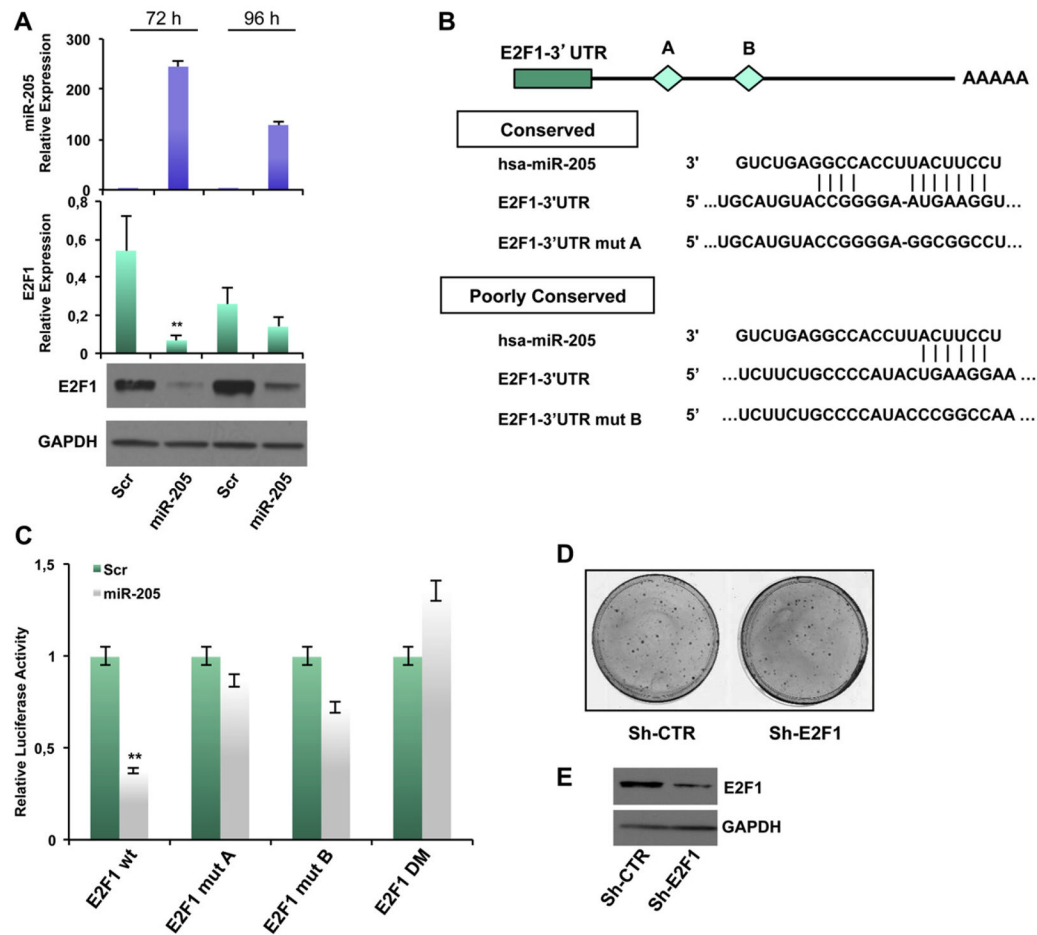 A
72 h 96 h
miR-205
Relative Expression
300
200
100
0
E2F1
Relative Expression
0,8
0,6
0,4
0,2
0
**
E2F1
GAPDH
Scr
miR-205
Scr
miR-205
B
E2F1-3' UTR
A
B
AAAAA
Conserved
hsa-miR-205 3' GUCUGAGGCCACCUUACUUCCU
E2F1-3'UTR 5' ...UGCAUGUACCGGGGA-AUGAAGGU...
E2F1-3'UTR mut A 5' ...UGCAUGUACCGGGGA-GGCGGCCU...
Poorly Conserved
hsa-miR-205 3' GUCUGAGGCCACCUUACUUCCU
E2F1-3'UTR 5' ...UCUUCUGCCCCAUACUGAAGGAA ...
E2F1-3'UTR mut B 5' ...UCUUCUGCCCCAUACCCGGCCAA ...
C
Relative Luciferase Activity
1,5
1
0,5
0
Scr
miR-205
**
E2F1 wt
E2F1 mut A
E2F1 mut B
E2F1 DM
D
Sh-CTR
Sh-E2F1
E
E2F1
GAPDH
Sh-CTR
Sh-E2F1